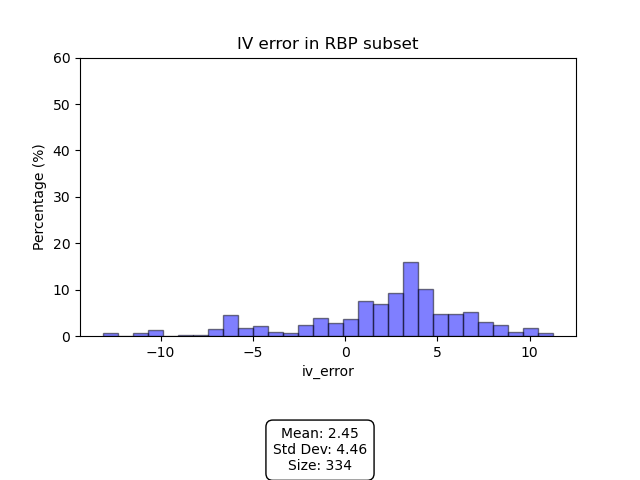 IV error in RBP subset
60
50
40
30
20
10
0
Percentage (%)
−10
−5
0
5
10
iv_error
Mean: 2.45
Std Dev: 4.46
Size: 334